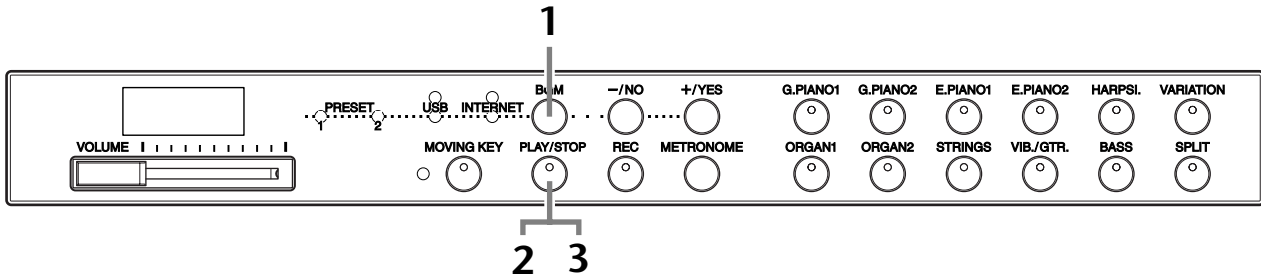 1
BGM −/NO +/YES G.PIANO1 G.PIANO2 E.PIANO1 E.PIANO2 HARPSI. VARIATION
PRESET USB INTERNET
1 2
VOLUME MOVING KEY PLAY/STOP REC METRONOME ORGAN1 ORGAN2 STRINGS VIB./GTR. BASS SPLIT
2 3